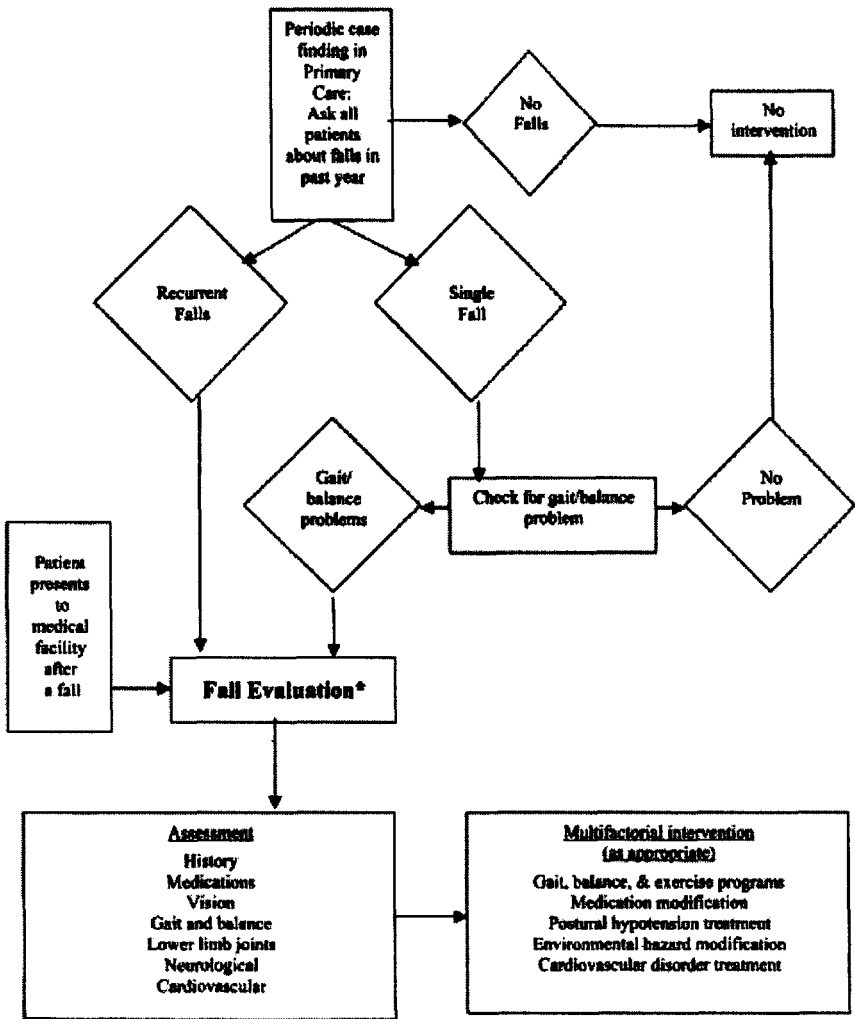 Periodic case
finding in
Primary
Care:
Ask all
patients
about falls in
past year
No
Falls
No
intervention
Recurrent
Falls
Single
Fall
Gait/
balance
problems
Check for gait/balance
problem
No
Problem
Patient
presents
to
medical
facility
after
a fall
Fall Evaluation*
Assessment
History
Medications
Vision
Gait and balance
Lower limb joints
Neurological
Cardiovascular
Multifactorial intervention
(as appropriate)
Gait, balance, & exercise programs
Medication modification
Postural hypotension treatment
Environmental hazard modification
Cardiovascular disorder treatment